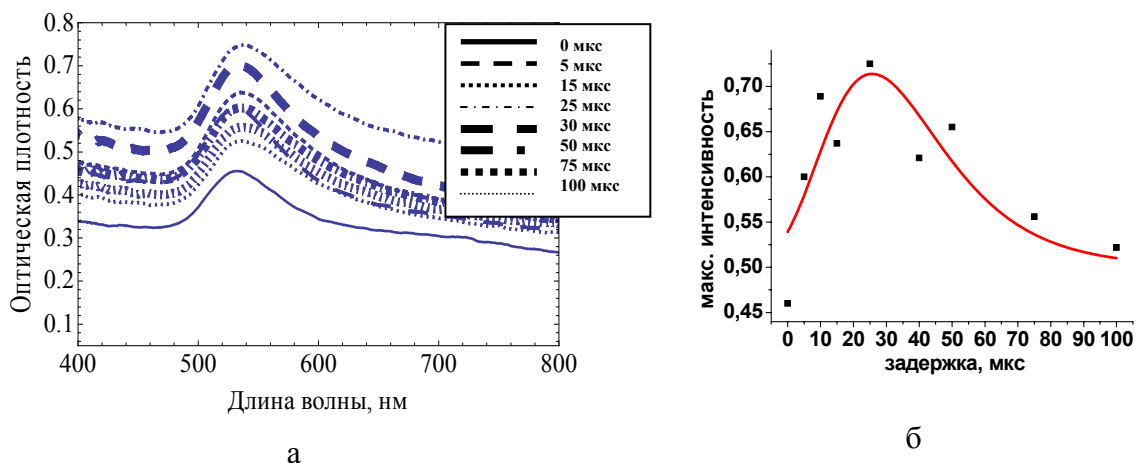 Оптическая плотность
0.8
0.7
0.6
0.5
0.4
0.3
0.2
0.1
400 500 600 700 800
Длина волны, нм
0 мкс
5 мкс
15 мкс
25 мкс
30 мкс
50 мкс
75 мкс
100 мкс
а
макс. интенсивность
0,70
0,65
0,60
0,55
0,50
0,45
0 10 20 30 40 50 60 70 80 90 100
задержка, мкс
б